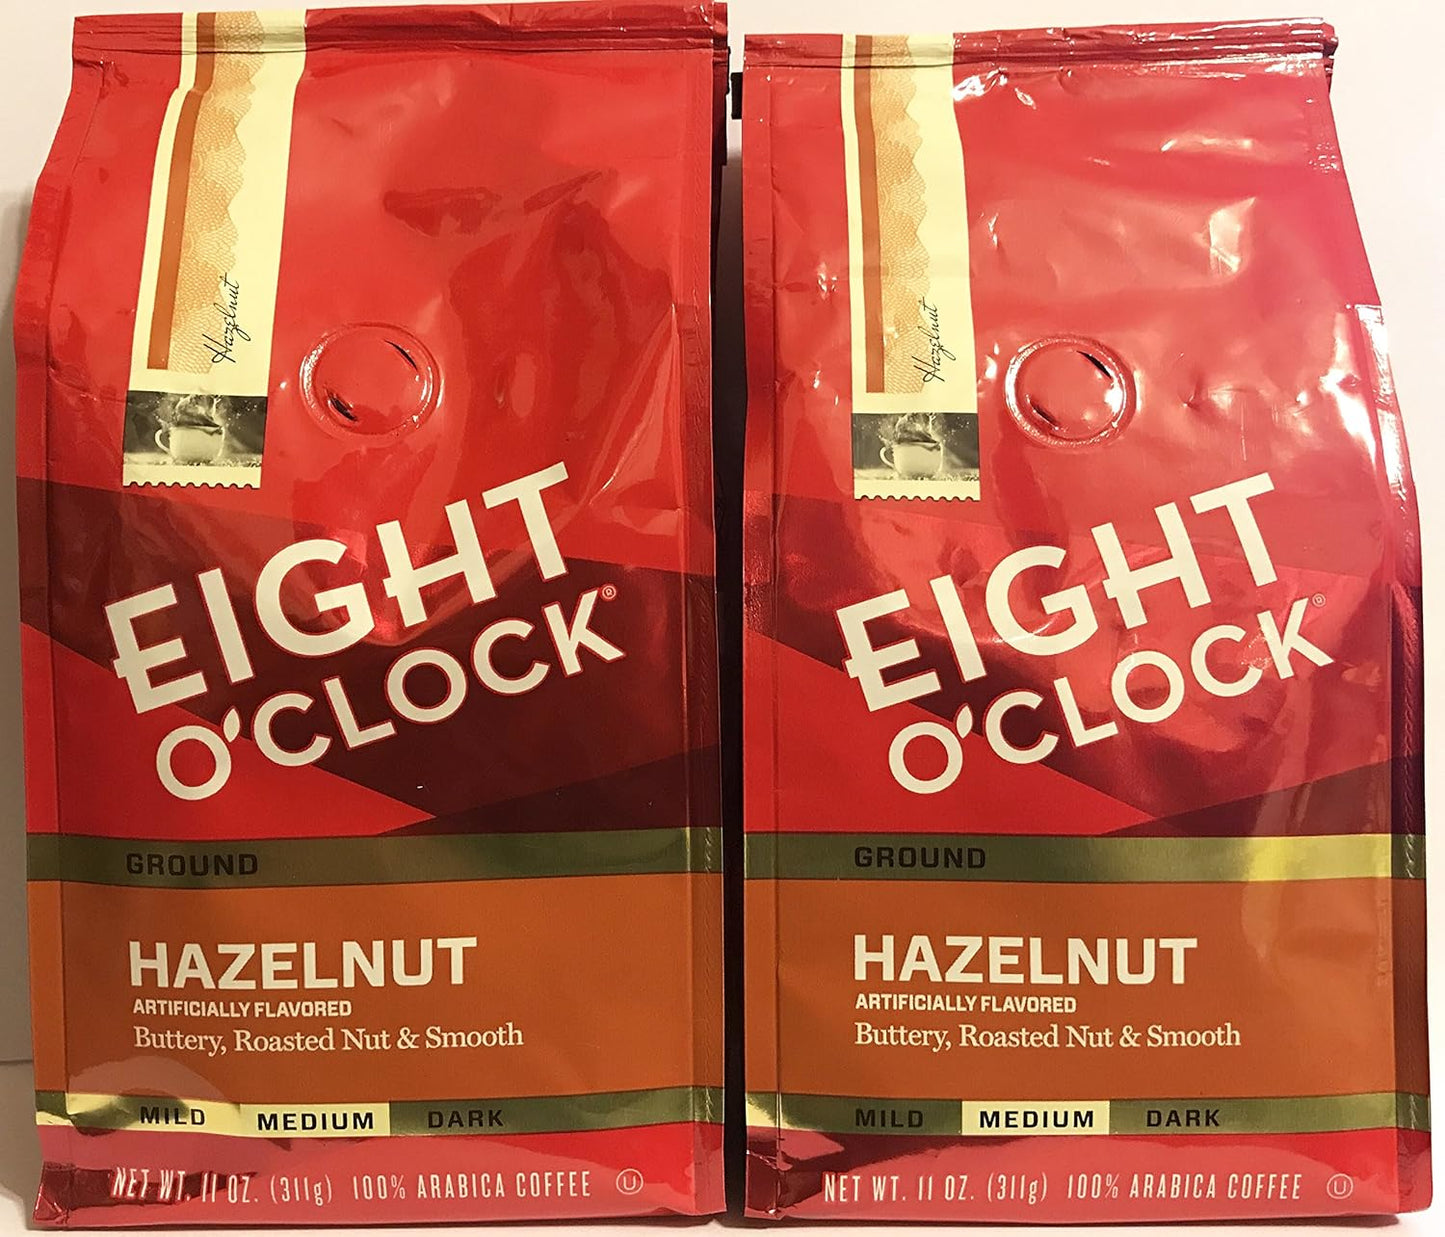 Hazelnut
EIGHT
O'CLOCK®
GROUND
HAZELNUT
ARTIFICIALLY FLAVORED
Buttery, Roasted Nut & Smooth
MILD MEDIUM DARK
NET WT. 11 OZ. (311g) 100% ARABICA COFFEE U
Hazelnut
EIGHT
O'CLOCK®
GROUND
HAZELNUT
ARTIFICIALLY FLAVORED
Buttery, Roasted Nut & Smooth
MILD MEDIUM DARK
NET WT. 11 OZ. (311g) 100% ARABICA COFFEE U